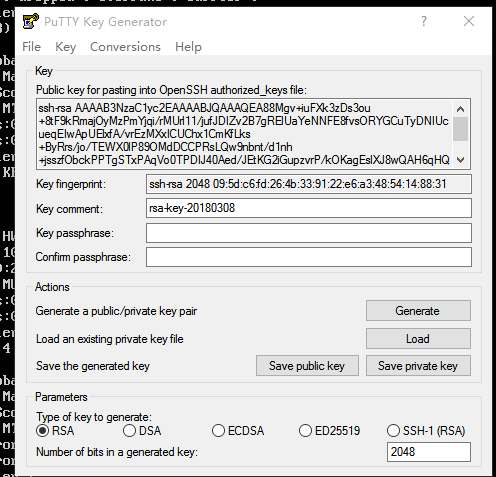 PuTTY Key Generator
?
File Key Conversions Help
Key
Public key for pasting into OpenSSH authorized_keys file:
ssh-rsa AAAAB3NzaC1yc2EAAAABJQAAAQEA88Mgv+iuFXk3zDs3ou
+8tF9kRmajOyMzPmYjqi/rMUrl11/jufJDIZv2B7gREIUaYeNNFE8fvsORYGCuTyDNIUc
ueqElwApUEbxfA/vrEzMXxlCUChx1CmKfLks
+ByRrs/jo/TEWX0IP89OMdDCCPRsLQw9nbnt/d1nh
+jsszfObckPPTgSTxPAqVo0TPDIJ40Aed/JEtKG2iGupzvrP/kOKagEsIXJ8wQAH6qHQ
Key fingerprint: ssh-rsa 2048 09:5d:c6:fd:26:4b:33:91:22:e6:a3:48:54:14:88:31
Key comment: rsa-key-20180308
Key passphrase:
Confirm passphrase:
Actions
Generate a public/private key pair Generate
Load an existing private key file Load
Save the generated key Save public key Save private key
Parameters
Type of key to generate:
RSA DSA ECDSA ED25519 SSH-1 (RSA)
Number of bits in a generated key: 2048